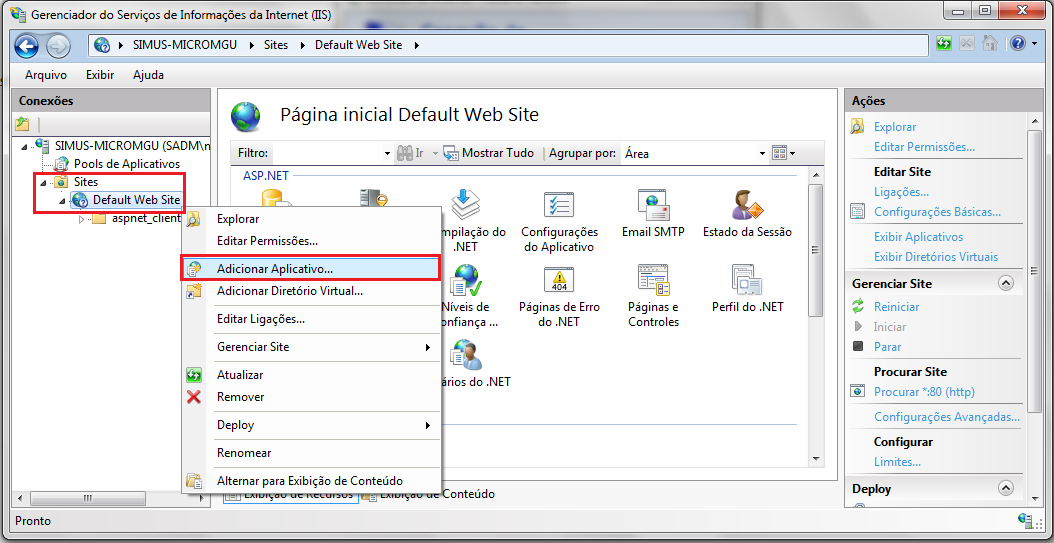 Gerenciador do Serviços de Informações da Internet (IIS)
SIMUS-MICROMGU Sites Default Web Site
Arquivo Exibir Ajuda
Conexões
SIMUS-MICROMGU (SADM\
Pools de Aplicativos
Sites
Default Web Site
aspnet_client
Explorar
Editar Permissões...
Adicionar Aplicativo...
Adicionar Diretório Virtual...
Editar Ligações...
Gerenciar Site
Atualizar
Remover
Deploy
Renomear
Alternar para Exibição de Conteúdo
Página inicial Default Web Site
Filtro: Ir Mostrar Tudo Agrupar por: Área
ASP.NET
mpilação do
.NET
Configurações
do Aplicativo
Email SMTP
Estado da Sessão
Níveis de
onfiança ...
404
Páginas de Erro
do .NET
Páginas e
Controles
Perfil do .NET
ários do .NET
Exibição de Recursos Exibição de Conteúdo
Ações
Explorar
Editar Permissões...
Editar Site
Ligações...
Configurações Básicas...
Exibir Aplicativos
Exibir Diretórios Virtuais
Gerenciar Site
Reiniciar
Iniciar
Parar
Procurar Site
Procurar *:80 (http)
Configurações Avançadas...
Configurar
Limites...
Deploy
Pronto